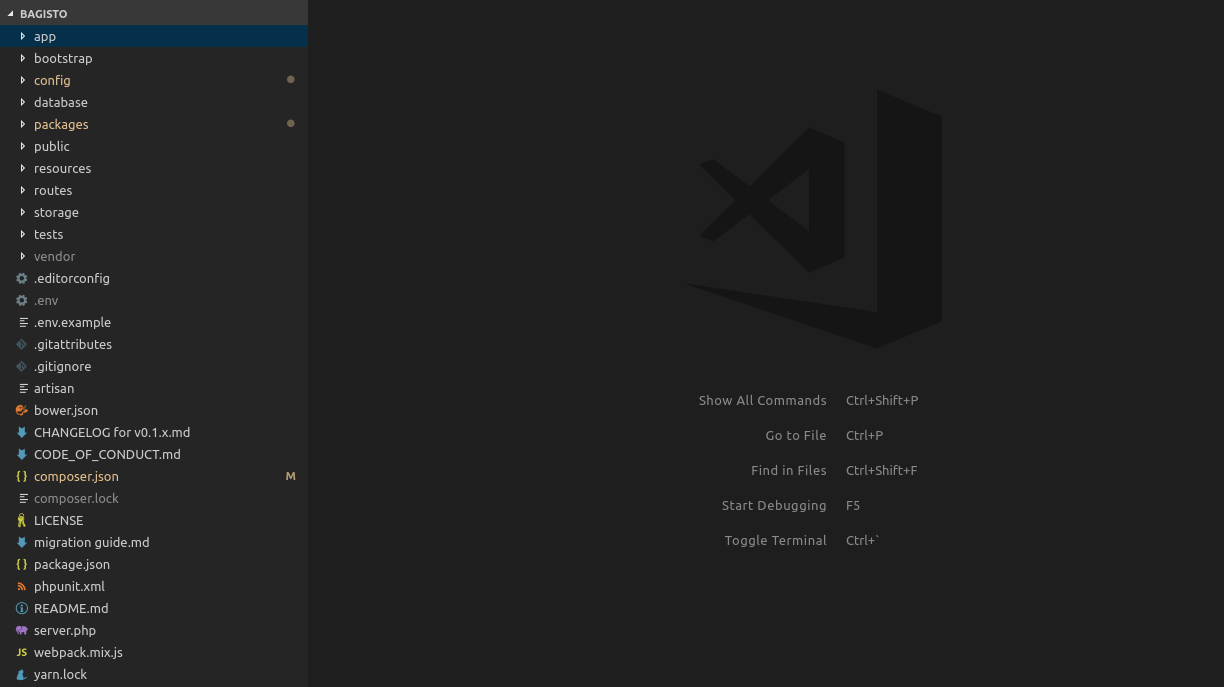 BAGISTO
app
bootstrap
config
database
packages
public
resources
routes
storage
tests
vendor
.editorconfig
.env
.env.example
.gitattributes
.gitignore
artisan
bower.json
CHANGELOG for v0.1.x.md
CODE_OF_CONDUCT.md
{} composer.json M
composer.lock
LICENSE
migration guide.md
{} package.json
phpunit.xml
README.md
server.php
JS webpack.mix.js
yarn.lock
Show All Commands Ctrl+Shift+P
Go to File Ctrl+P
Find in Files Ctrl+Shift+F
Start Debugging F5
Toggle Terminal Ctrl+`